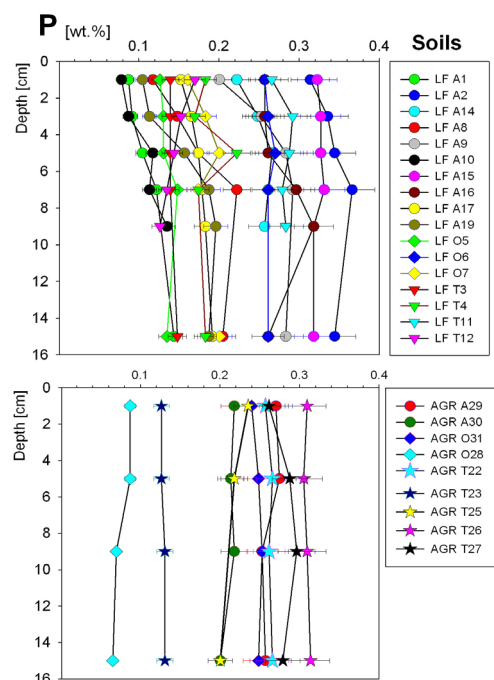 P [wt.%] 0.1 0.2 0.3 0.4 Soils
Depth [cm]
0
2
4
6
8
10
12
14
16
LF A1
LF A2
LF A14
LF A8
LF A9
LF A10
LF A15
LF A16
LF A17
LF A19
LF O5
LF O6
LF O7
LF T3
LF T4
LF T11
LF T12
0.1 0.2 0.3 0.4
Depth [cm]
0
2
4
6
8
10
12
14
16
AGR A29
AGR A30
AGR O31
AGR O28
AGR T22
AGR T23
AGR T25
AGR T26
AGR T27